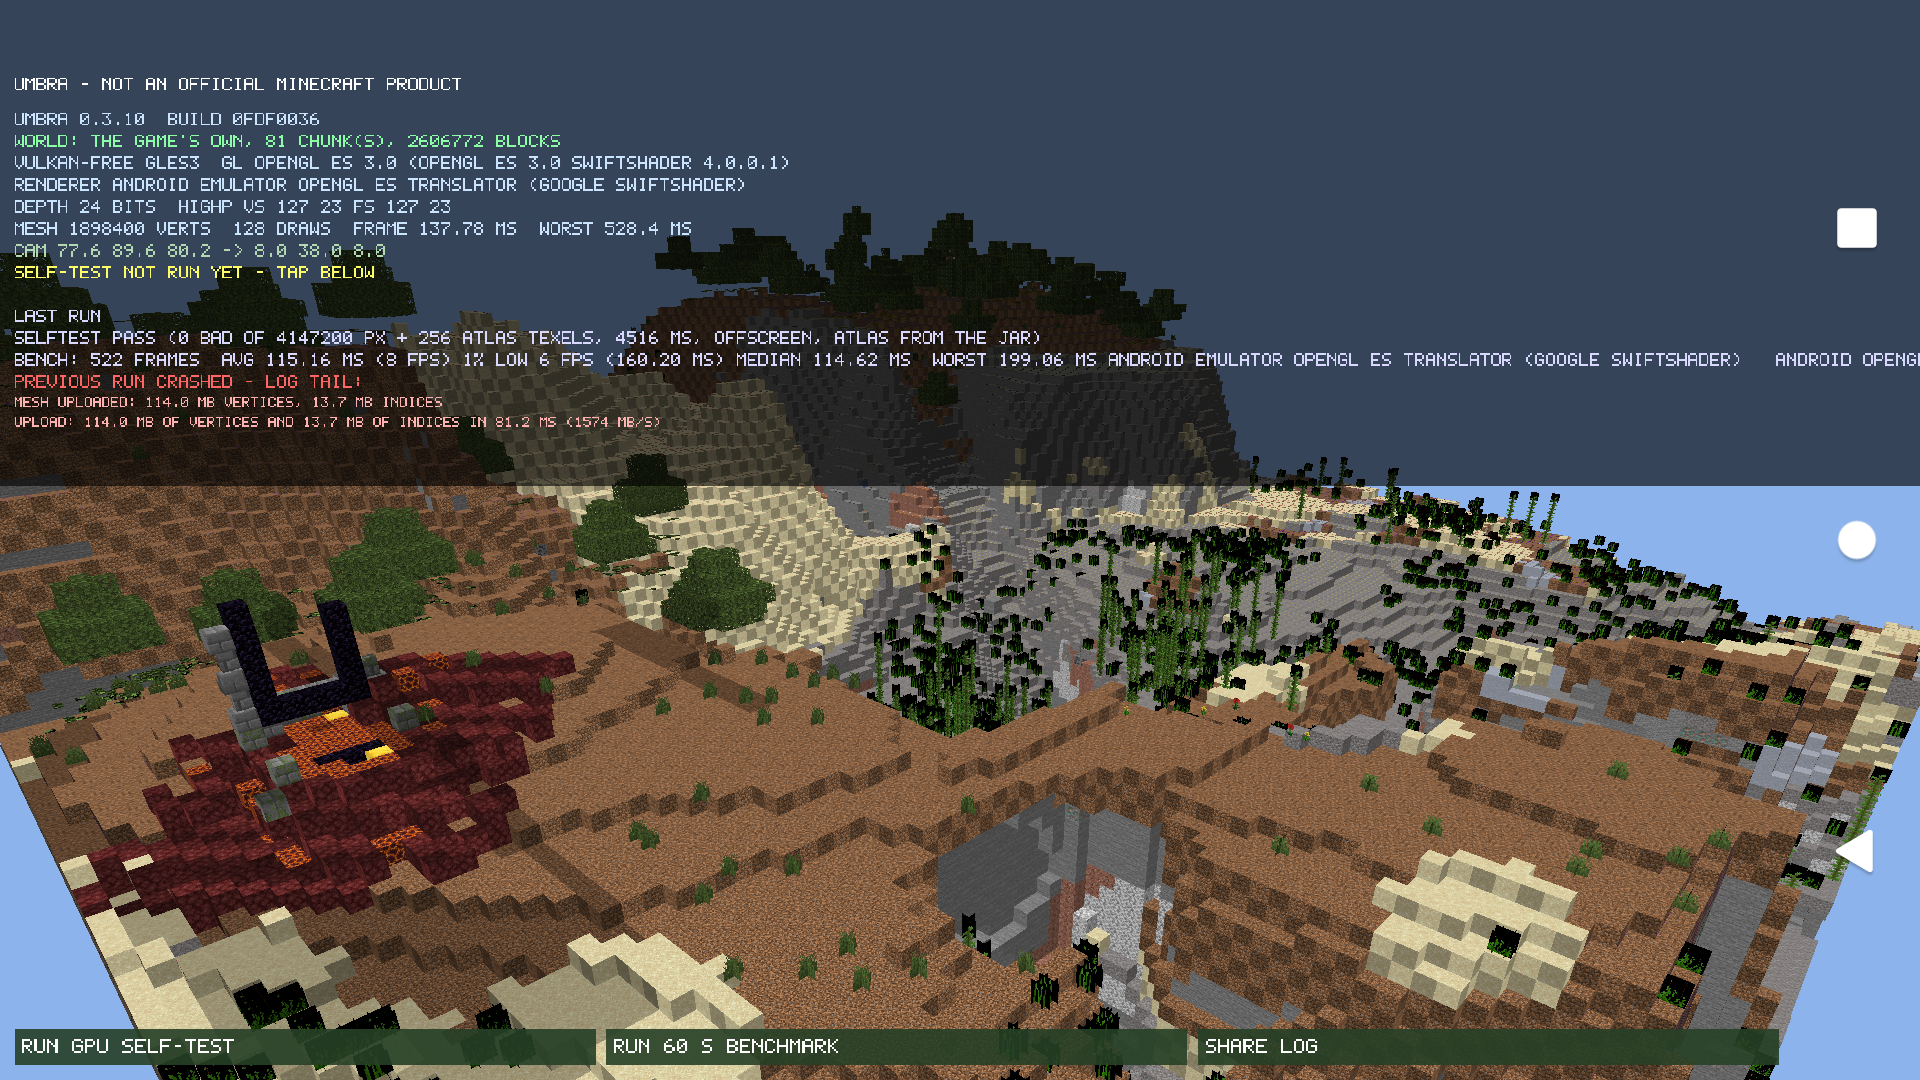 UMBRA - NOT AN OFFICIAL MINECRAFT PRODUCT
UMBRA 0.3.10  BUILD 0FDF0036
WORLD: THE GAME'S OWN, 81 CHUNK(S), 2606772 BLOCKS
VULKAN-FREE GLES3  GL OPENGL ES 3.0 (OPENGL ES 3.0 SWIFTSHADER 4.0.0.1)
RENDERER ANDROID EMULATOR OPENGL ES TRANSLATOR (GOOGLE SWIFTSHADER)
DEPTH 24 BITS  HIGHP VS 127 23 FS 127 23
MESH 1898400 VERTS  128 DRAWS  FRAME 137.78 MS  WORST 528.4 MS
CAM 77.6 89.6 80.2 -> 8.0 38.0 8.0
SELF-TEST NOT RUN YET - TAP BELOW
LAST RUN
SELFTEST PASS (0 BAD OF 4147200 PX + 256 ATLAS TEXELS, 4516 MS, OFFSCREEN, ATLAS FROM THE JAR)
BENCH: 522 FRAMES  AVG 115.16 MS (8 FPS) 1% LOW 6 FPS (160.20 MS) MEDIAN 114.62 MS  WORST 199.06 MS ANDROID EMULATOR OPENGL ES TRANSLATOR (GOOGLE SWIFTSHADER)   ANDROID OPENG
PREVIOUS RUN CRASHED - LOG TAIL:
MESH UPLOADED: 114.0 MB VERTICES, 13.7 MB INDICES
UPLOAD: 114.0 MB OF VERTICES AND 13.7 MB OF INDICES IN 81.2 MS (1574 MB/S)
RUN GPU SELF-TEST
RUN 60 S BENCHMARK
SHARE LOG